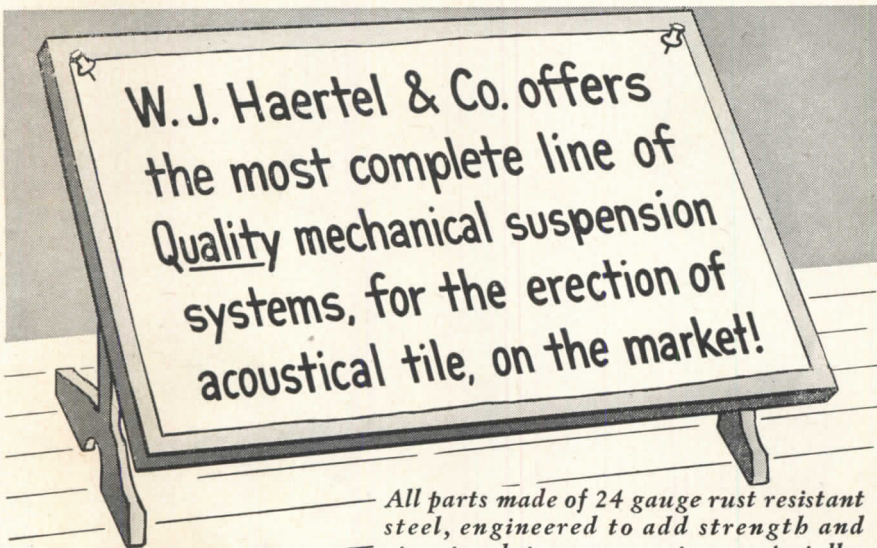 W. J. Haertel & Co. offers
the most complete line of
Quality mechanical suspension
systems, for the erection of
acoustical tile, on the market!
All parts made of 24 gauge rust resistant
steel, engineered to add strength and